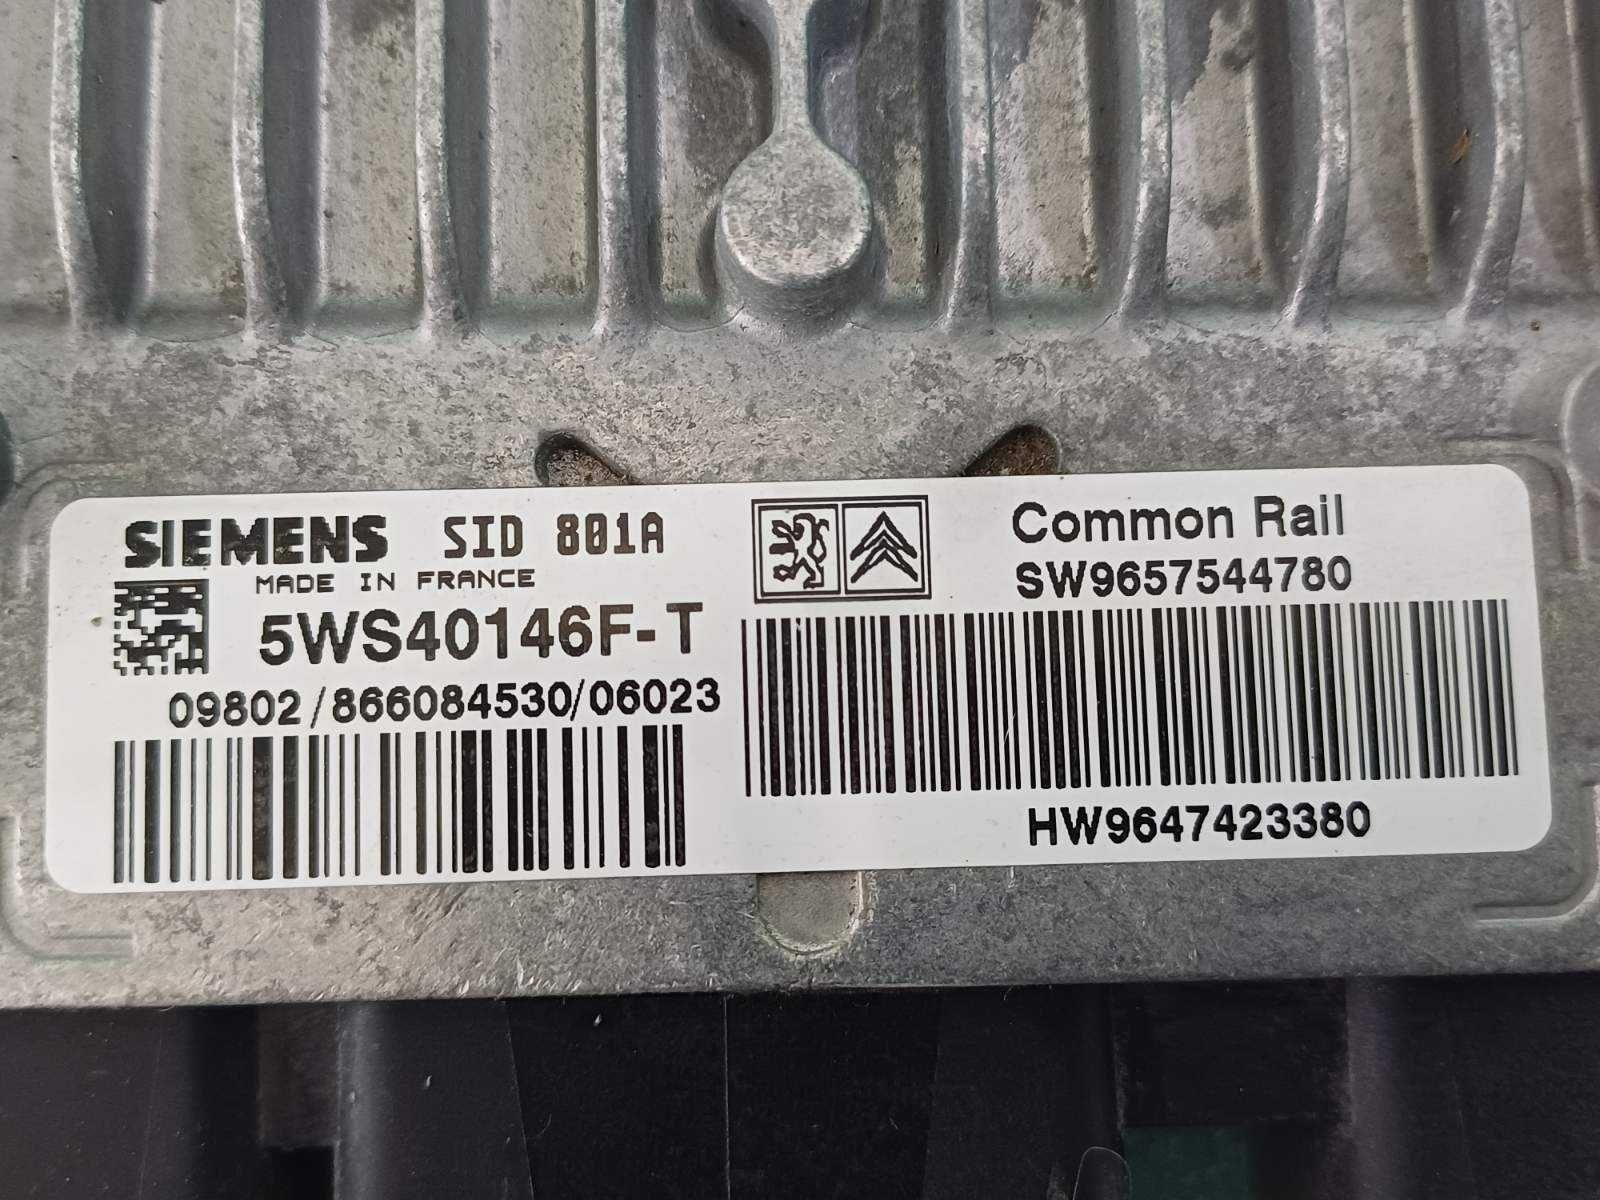 SIEMENS SID 801A
MADE IN FRANCE
5WS40146F-T
09802/866084530/06023
Common Rail
SW9657544780
HW9647423380